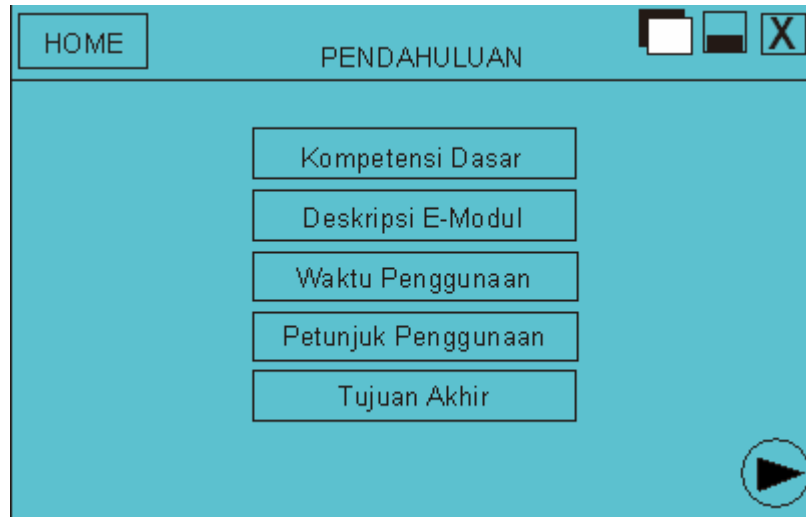 HOME
PENDAHULUAN
X
Kompetensi Dasar
Deskripsi E-Modul
Waktu Penggunaan
Petunjuk Penggunaan
Tujuan Akhir